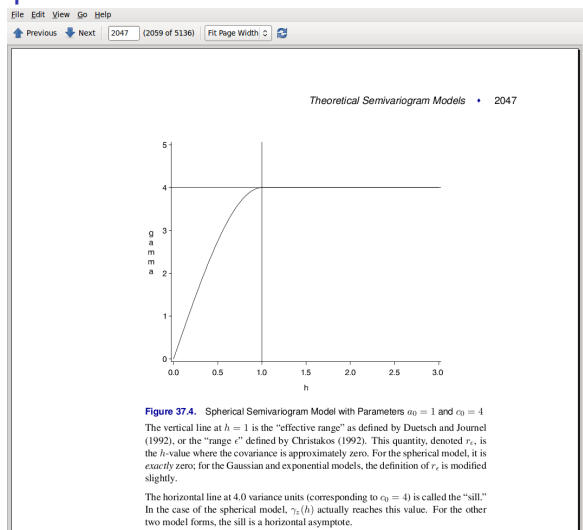 File Edit View Go Help
Previous Next 2047 (2059 of 5136) Fit Page Width
Theoretical Semivariogram Models • 2047
5
4
3
2
1
0
gamma
0.0 0.5 1.0 1.5 2.0 2.5 3.0
h
Figure 37.4. Spherical Semivariogram Model with Parameters a₀ = 1 and c₀ = 4
The vertical line at h = 1 is the “effective range” as defined by Duetsch and Journel
(1992), or the “range ϵ” defined by Christakos (1992). This quantity, denoted rϵ, is
the h-value where the covariance is approximately zero. For the spherical model, it is
exactly zero; for the Gaussian and exponential models, the definition of rϵ is modified
slightly.
The horizontal line at 4.0 variance units (corresponding to c₀ = 4) is called the “sill.”
In the case of the spherical model, γz(h) actually reaches this value. For the other
two model forms, the sill is a horizontal asymptote.